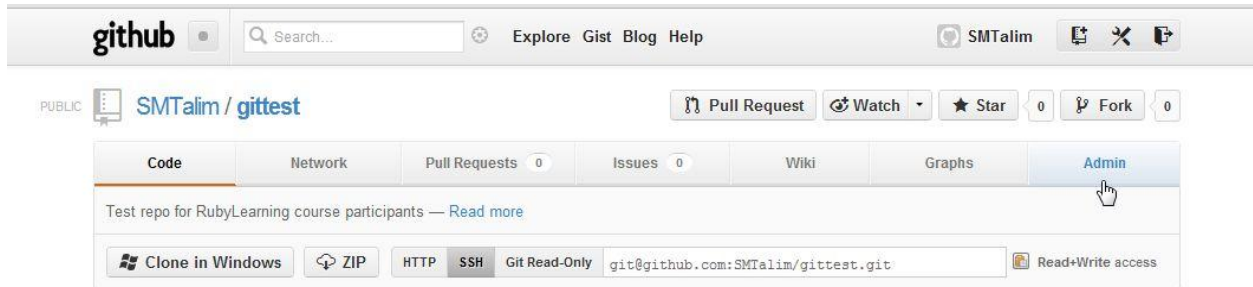 github Search... Explore Gist Blog Help SMTalim
PUBLIC SMTalim / gittest Pull Request Watch Star 0 Fork 0
Code Network Pull Requests 0 Issues 0 Wiki Graphs Admin
Test repo for RubyLearning course participants — Read more
Clone in Windows ZIP HTTP SSH Git Read-Only git@github.com:SMTalim/gittest.git Read+Write access